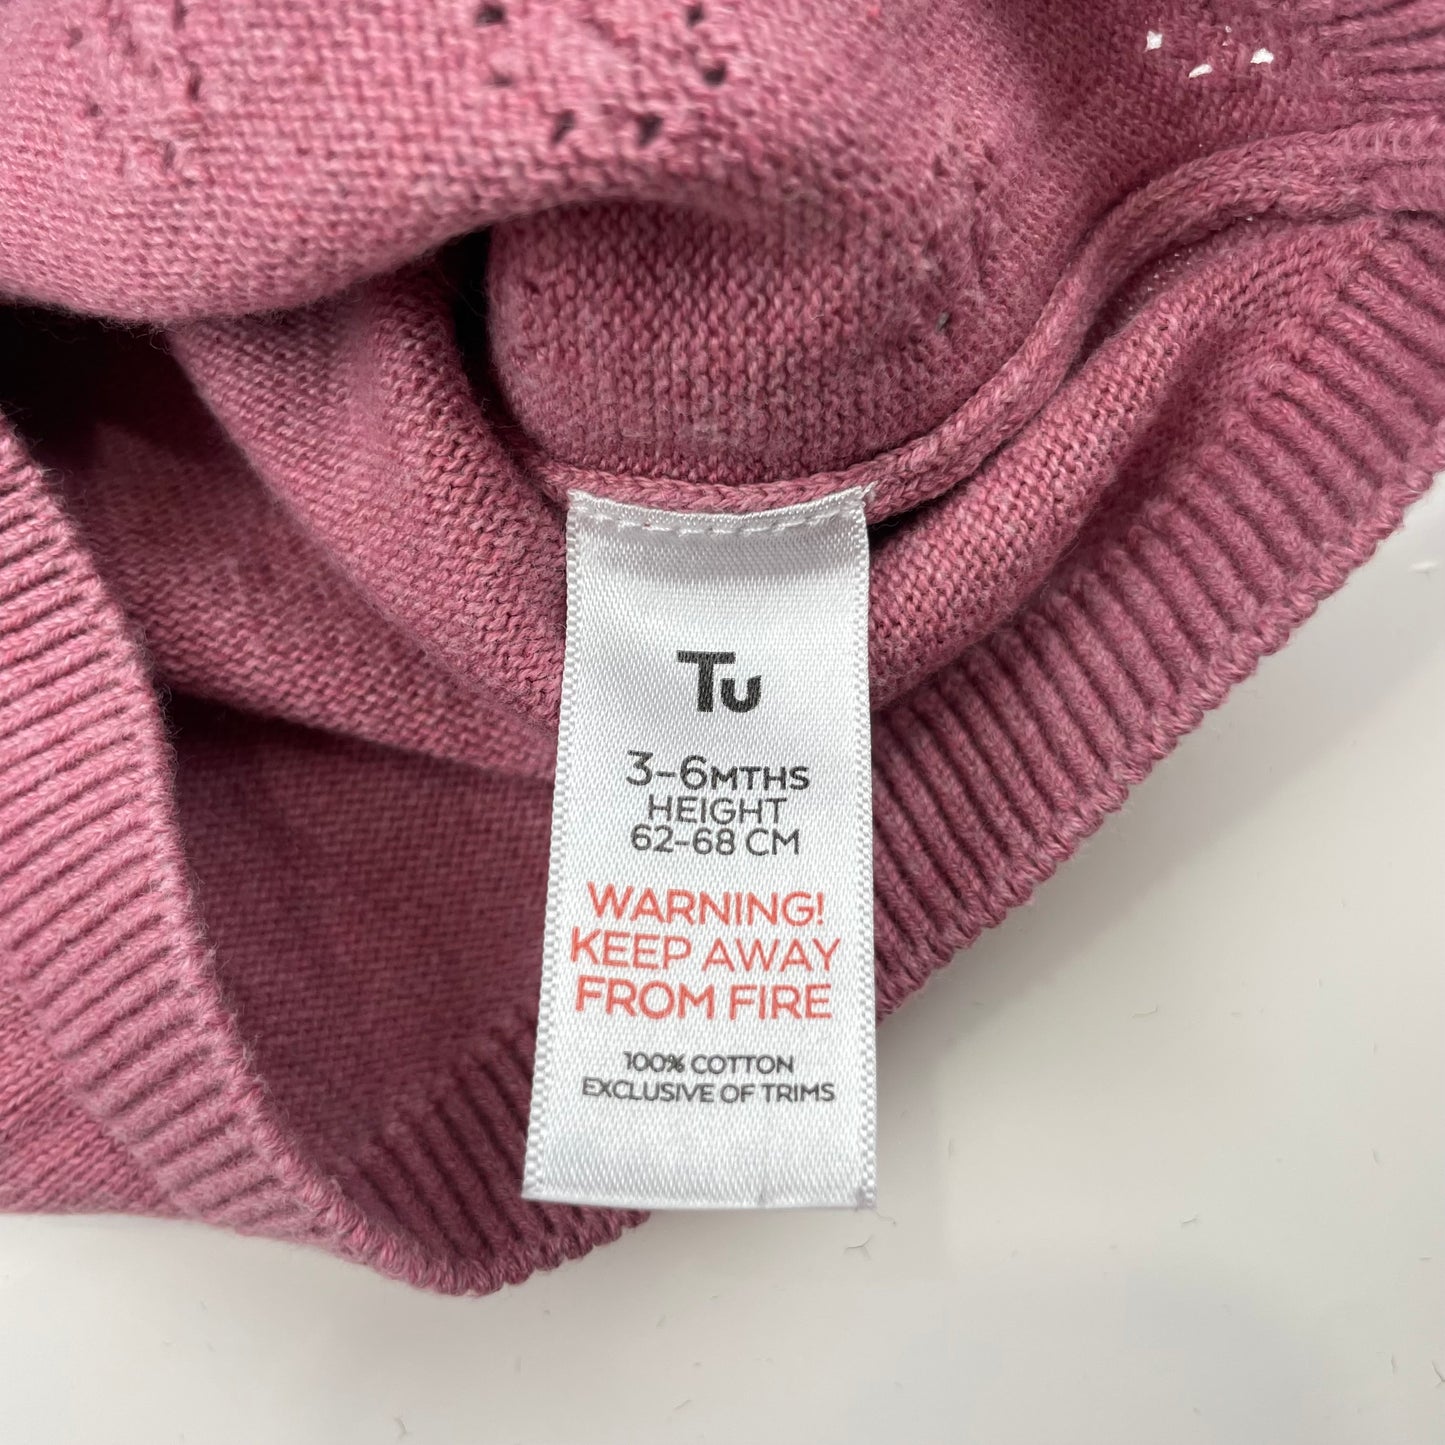 Tu
3-6MTHS
HEIGHT
62-68 CM
WARNING!
KEEP AWAY
FROM FIRE
100% COTTON
EXCLUSIVE OF TRIMS